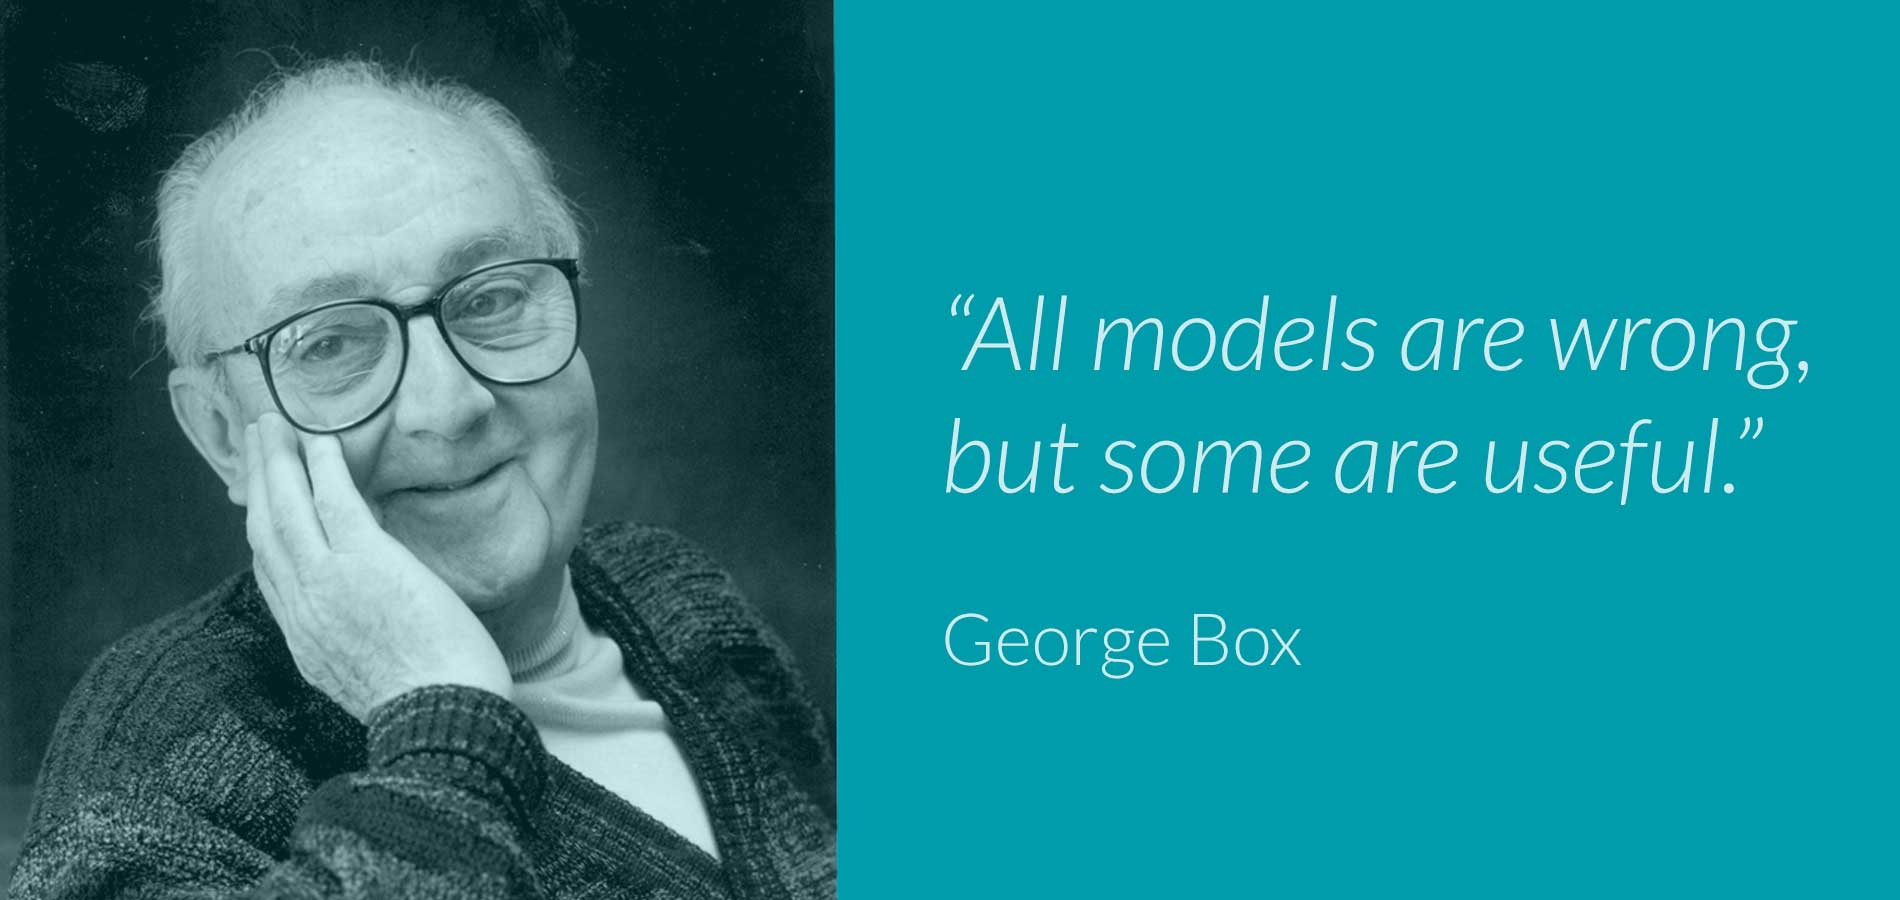 “All models are wrong,
but some are useful.”
George Box